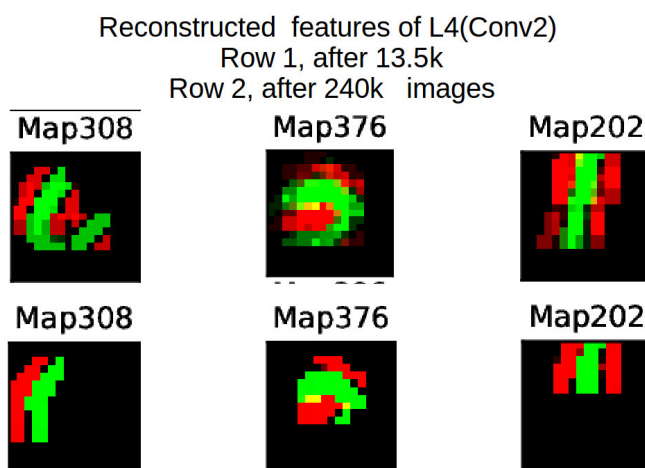 Reconstructed features of L4(Conv2)
Row 1, after 13.5k
Row 2, after 240k images
Map308
Map376
Map202
Map308
Map376
Map202